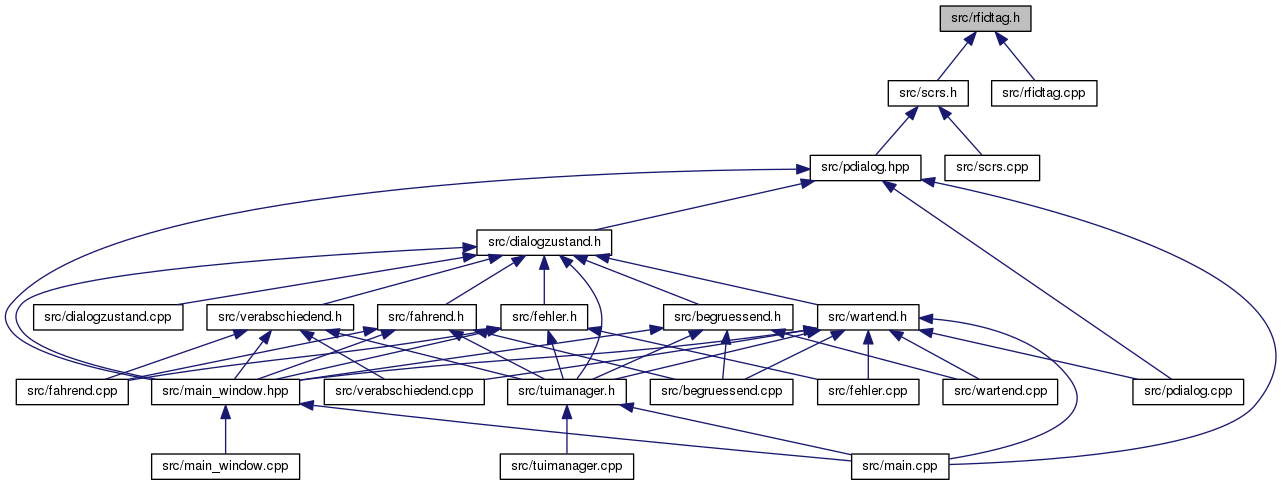 src/rfidtag.h
src/scrs.h
src/rfidtag.cpp
src/pdialog.hpp
src/scrs.cpp
src/dialogzustand.h
src/dialogzustand.cpp
src/verabschiedend.h
src/fahrend.h
src/fehler.h
src/begruessend.h
src/wartend.h
src/fahrend.cpp
src/main_window.hpp
src/verabschiedend.cpp
src/tuimanager.h
src/begruessend.cpp
src/fehler.cpp
src/wartend.cpp
src/pdialog.cpp
src/main_window.cpp
src/tuimanager.cpp
src/main.cpp